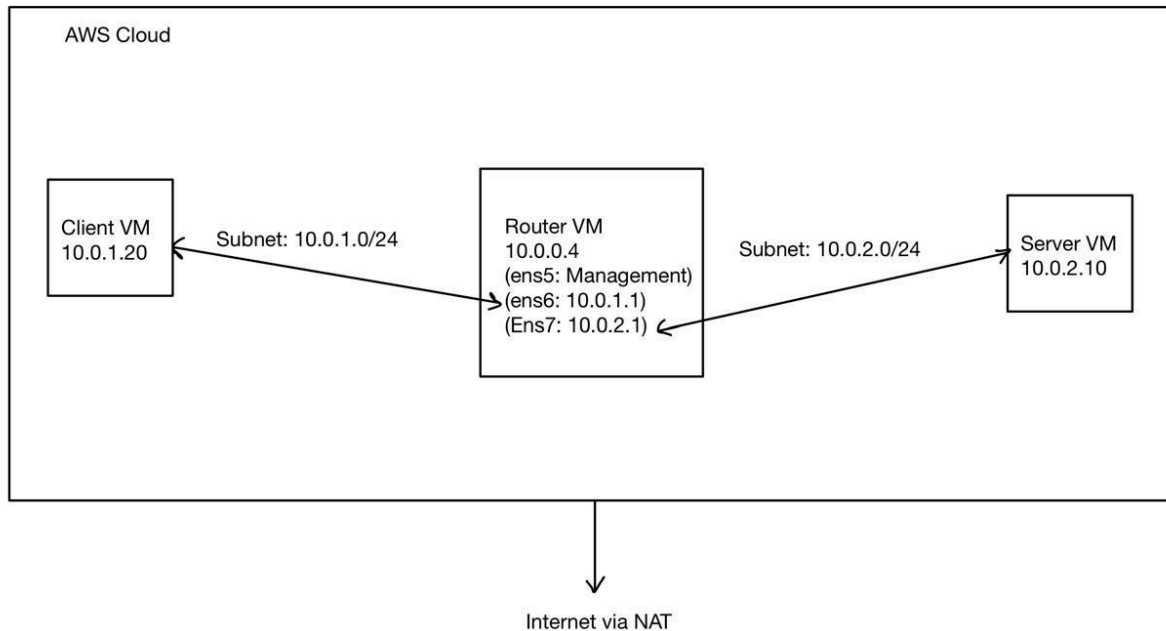 AWS Cloud
Client VM
10.0.1.20
Subnet: 10.0.1.0/24
Router VM
10.0.0.4
(ens5: Management)
(ens6: 10.0.1.1)
(Ens7: 10.0.2.1)
Subnet: 10.0.2.0/24
Server VM
10.0.2.10
Internet via NAT